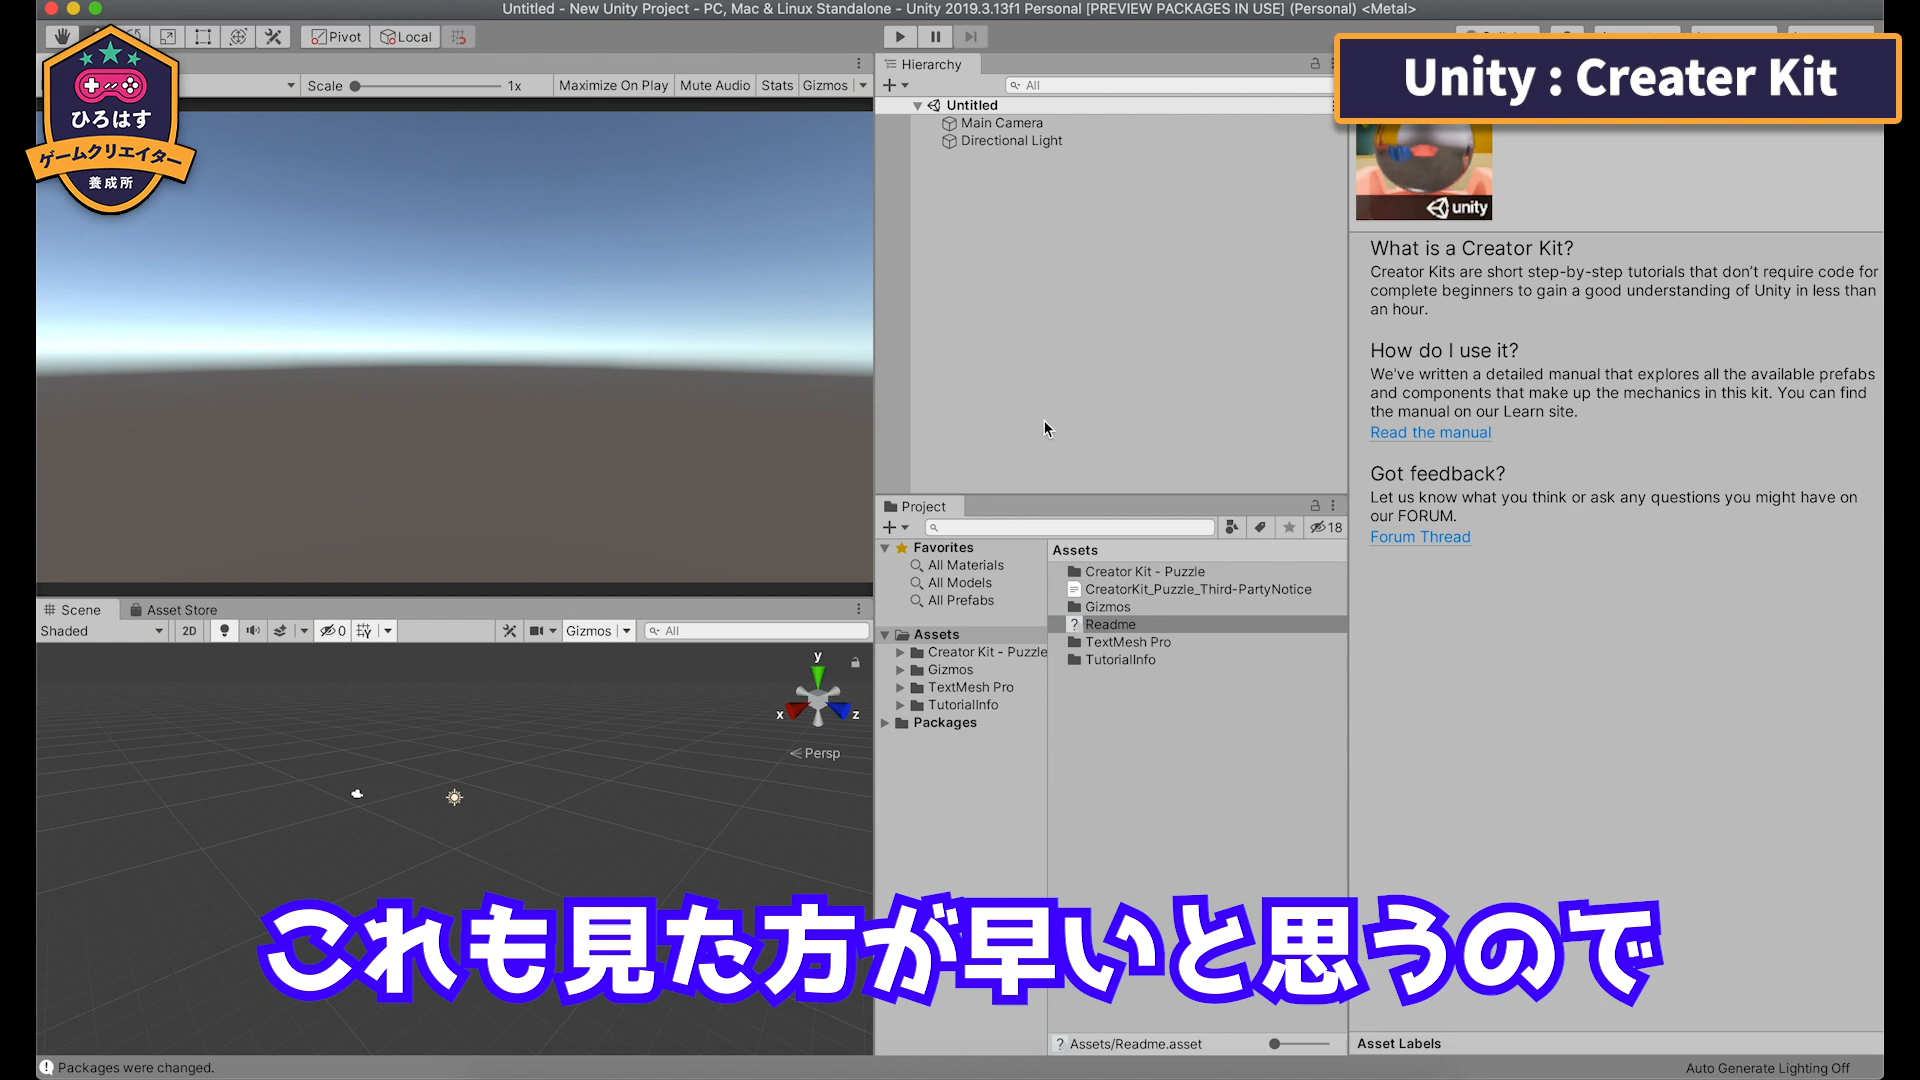 Untitled - New Unity Project - PC, Mac & Linux Standalone - Unity 2019.3.13f1 Personal [PREVIEW PACKAGES IN USE] (Personal) <Metal>
Pivot
Local
Unity : Creater Kit
ひろはす
ゲームクリエイター
養成所
Scale
1x
Maximize On Play
Mute Audio
Stats
Gizmos
Hierarchy
All
Untitled
Main Camera
Directional Light
unity
What is a Creator Kit?
Creator Kits are short step-by-step tutorials that don't require code for
complete beginners to gain a good understanding of Unity in less than
an hour.
How do I use it?
We've written a detailed manual that explores all the available prefabs
and components that make up the mechanics in this kit. You can find
the manual on our Learn site.
Read the manual
Got feedback?
Let us know what you think or ask any questions you might have on
our FORUM.
Forum Thread
Project
18
Favorites
All Materials
All Models
All Prefabs
Assets
Creator Kit - Puzzle
Gizmos
TextMesh Pro
TutorialInfo
Packages
Assets
Creator Kit - Puzzle
CreatorKit_Puzzle_Third-PartyNotice
Gizmos
Readme
TextMesh Pro
TutorialInfo
Scene
Asset Store
Shaded
2D
0
Gizmos
All
y
x
z
Persp
これも見た方が早いと思うので
Assets/Readme.asset
Asset Labels
Packages were changed.
Auto Generate Lighting Off